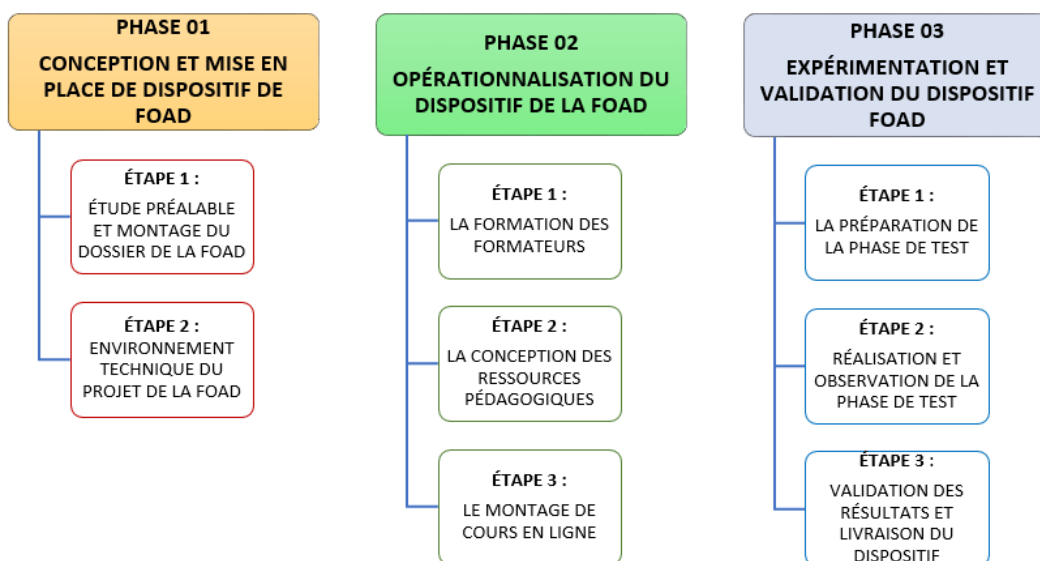 PHASE 01
CONCEPTION ET MISE EN
PLACE DE DISPOSITIF DE
FOAD
ÉTAPE 1 :
ÉTUDE PRÉALABLE
ET MONTAGE DU
DOSSIER DE LA FOAD
ÉTAPE 2 :
ENVIRONNEMENT
TECHNIQUE DU
PROJET DE LA FOAD
PHASE 02
OPÉRATIONNALISATION DU
DISPOSITIF DE LA FOAD
ÉTAPE 1 :
LA FORMATION DES
FORMATEURS
ÉTAPE 2 :
LA CONCEPTION DES
RESSOURCES
PÉDAGOGIQUES
ÉTAPE 3 :
LE MONTAGE DE
COURS EN LIGNE
PHASE 03
EXPÉRIMENTATION ET
VALIDATION DU DISPOSITIF
FOAD
ÉTAPE 1 :
LA PRÉPARATION DE
LA PHASE DE TEST
ÉTAPE 2 :
RÉALISATION ET
OBSERVATION DE LA
PHASE DE TEST
ÉTAPE 3 :
VALIDATION DES
RÉSULTATS ET
LIVRAISON DU
DISPOSITIF